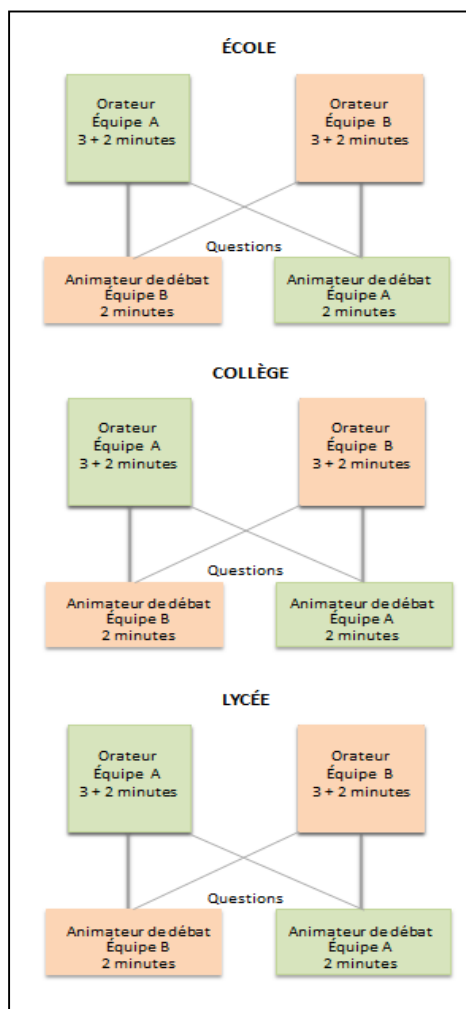 ÉCOLE
Orateur
Équipe A
3 + 2 minutes
Orateur
Équipe B
3 + 2 minutes
Questions
Animateur de débat
Équipe B
2 minutes
Animateur de débat
Équipe A
2 minutes
COLLÈGE
Orateur
Équipe A
3 + 2 minutes
Orateur
Équipe B
3 + 2 minutes
Questions
Animateur de débat
Équipe B
2 minutes
Animateur de débat
Équipe A
2 minutes
LYCÉE
Orateur
Équipe A
3 + 2 minutes
Orateur
Équipe B
3 + 2 minutes
Questions
Animateur de débat
Équipe B
2 minutes
Animateur de débat
Équipe A
2 minutes